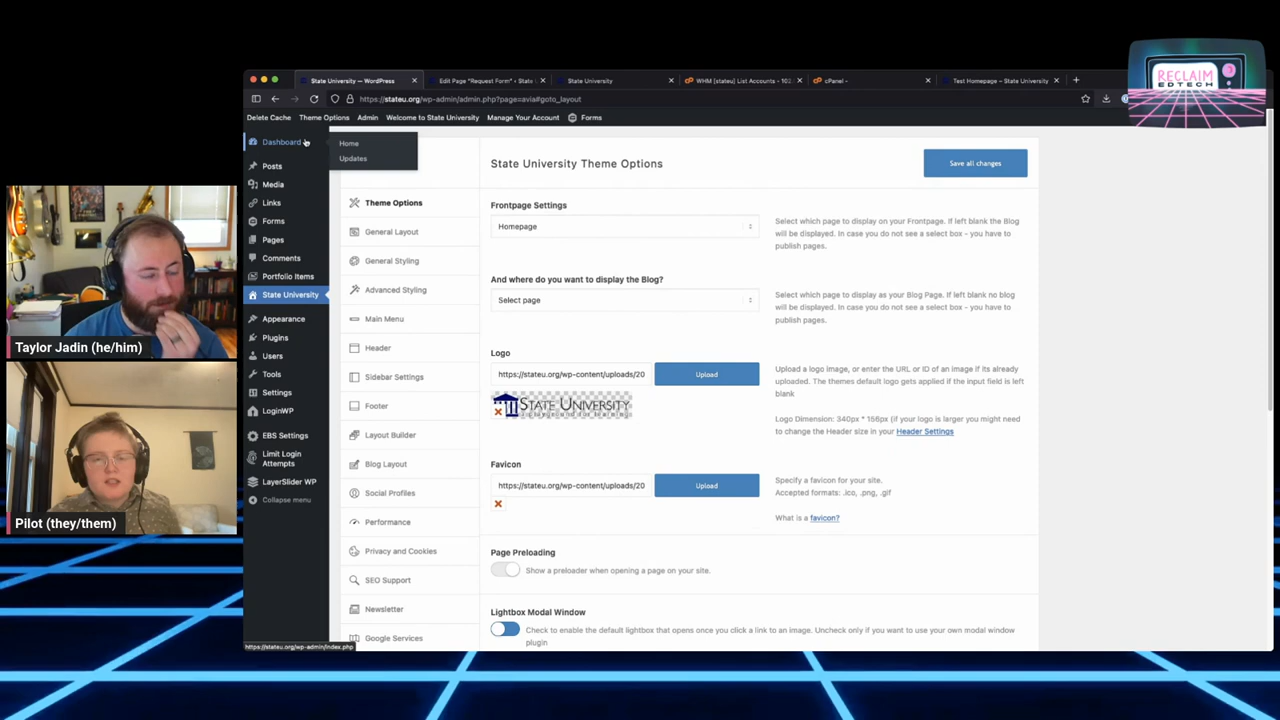 RECLAIM
EDTECH
State University — WordPress
Edit Page "Request Form" ‹ State
State University
WHM [stateu] List Accounts - 102.
cPanel -
Test Homepage – State University
https://stateu.org/wp-admin/admin.php?page=avia#goto_layout
Delete Cache
Theme Options
Admin
Welcome to State University
Manage Your Account
Forms
Dashboard
Home
Updates
Posts
Media
Links
Forms
Pages
Comments
Portfolio Items
State University
Appearance
Plugins
Users
Tools
Settings
LoginWP
EBS Settings
Limit Login
Attempts
LayerSlider WP
Collapse menu
https://stateu.org/wp-admin/index.php
Theme Options
General Layout
General Styling
Advanced Styling
Main Menu
Header
Sidebar Settings
Footer
Layout Builder
Blog Layout
Social Profiles
Performance
Privacy and Cookies
SEO Support
Newsletter
Google Services
State University Theme Options
Save all changes
Frontpage Settings
Homepage
Select which page to display on your Frontpage. If left blank the Blog
will be displayed. In case you do not see a select box - you have to
publish pages.
And where do you want to display the Blog?
Select page
Select which page to display as your Blog Page. If left blank no blog
will be displayed. In case you do not see a select box - you have to
publish pages.
Logo
https://stateu.org/wp-content/uploads/20
Upload
STATE UNIVERSITY
Upload a logo image, or enter the URL or ID of an image if its already
uploaded. The themes default logo gets applied if the input field is left
blank
Logo Dimension: 340px * 156px (if your logo is larger you might need
to change the Header size in your Header Settings
Favicon
https://stateu.org/wp-content/uploads/20
Upload
Specify a favicon for your site.
Accepted formats: .ico, .png, .gif
What is a favicon?
Page Preloading
Show a preloader when opening a page on your site.
Lightbox Modal Window
Check to enable the default lightbox that opens once you click a link to an image. Uncheck only if you want to use your own modal window
plugin
Taylor Jadin (he/him)
Pilot (they/them)